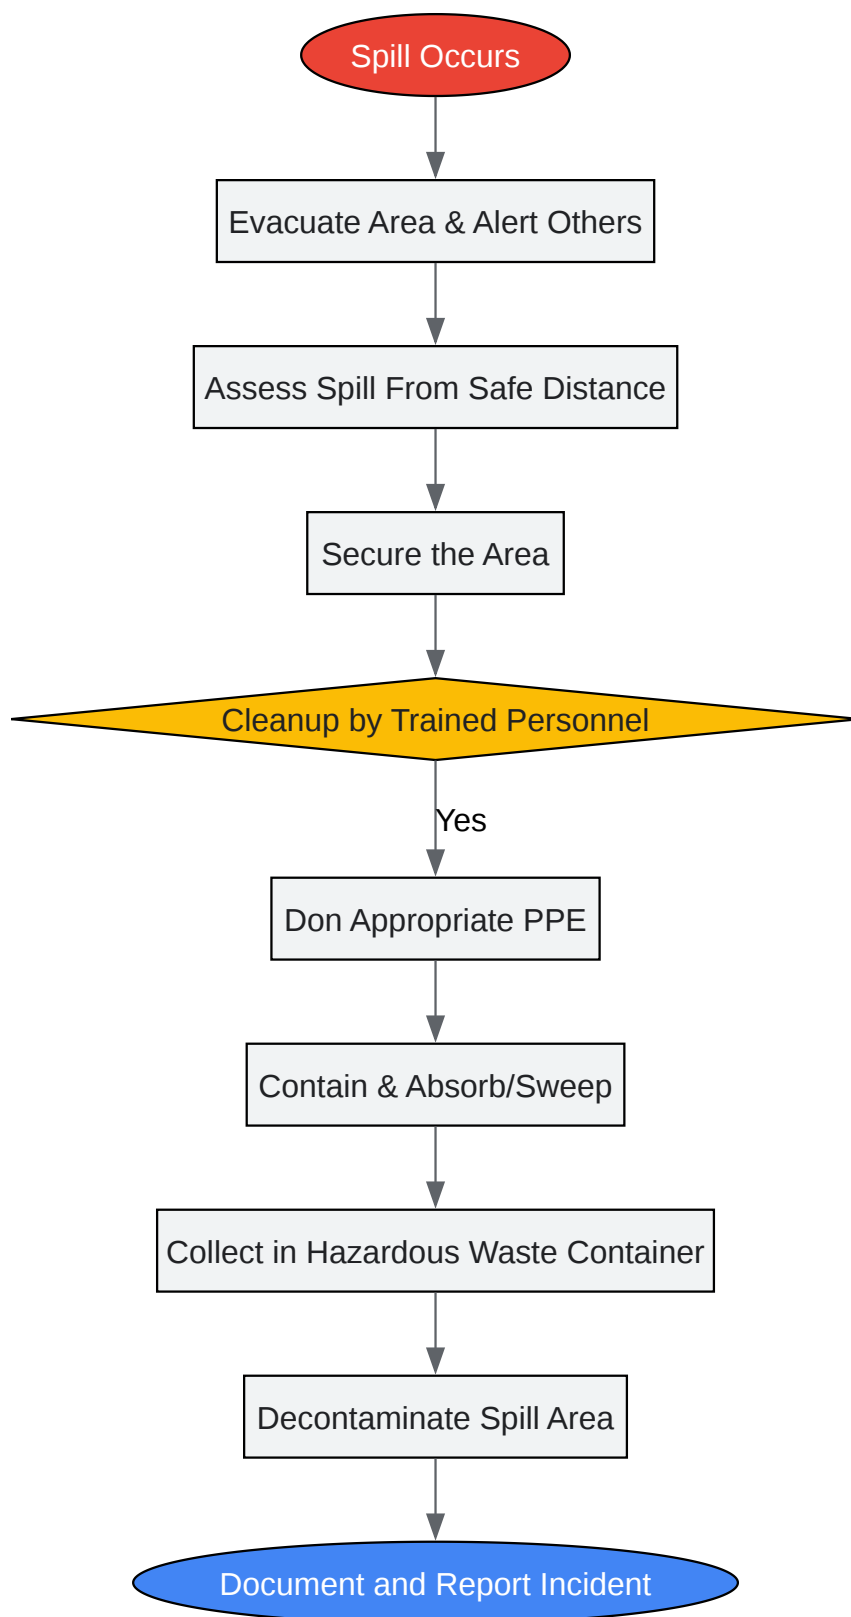 Spill Occurs
Evacuate Area & Alert Others
Assess Spill From Safe Distance
Secure the Area
Cleanup by Trained Personnel
Yes
Don Appropriate PPE
Contain & Absorb/Sweep
Collect in Hazardous Waste Container
Decontaminate Spill Area
Document and Report Incident